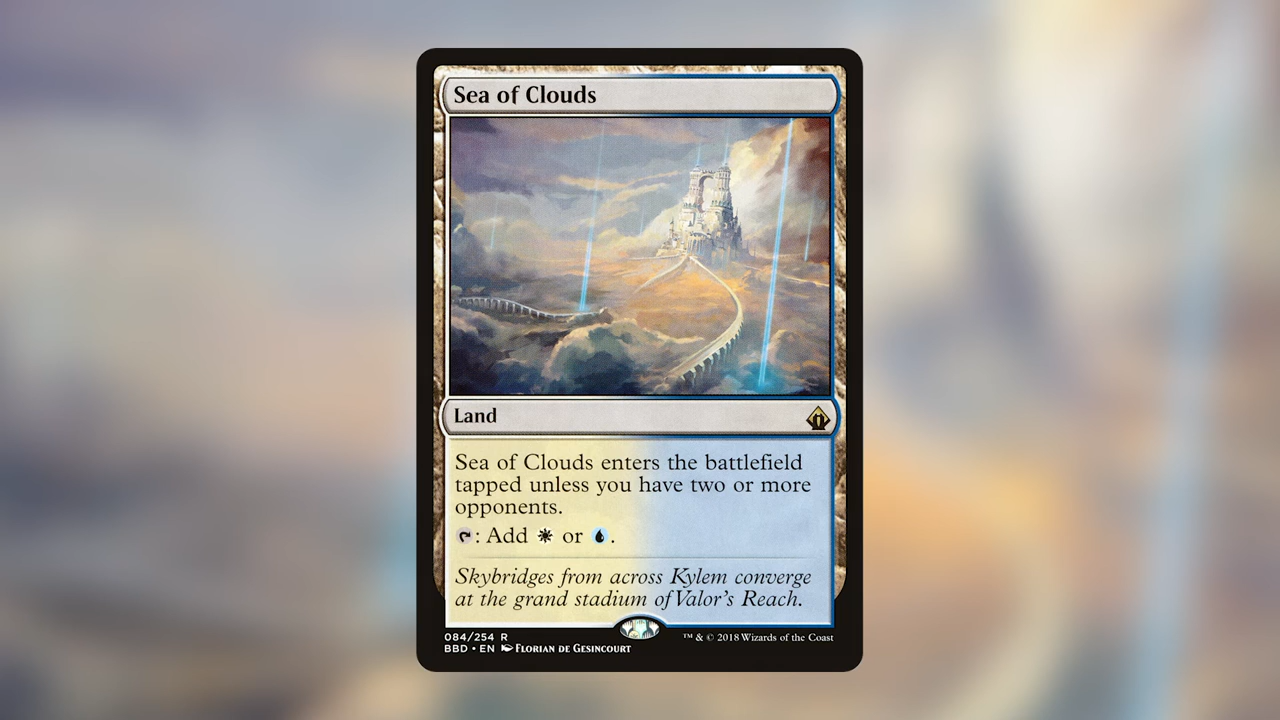 Sea of Clouds
Land
Sea of Clouds enters the battlefield
tapped unless you have two or more
opponents.
: Add or .
Skybridges from across Kylem converge
at the grand stadium of Valor's Reach.
084/254 R
BBD • EN Florian de Gesincourt
™ & © 2018 Wizards of the Coast